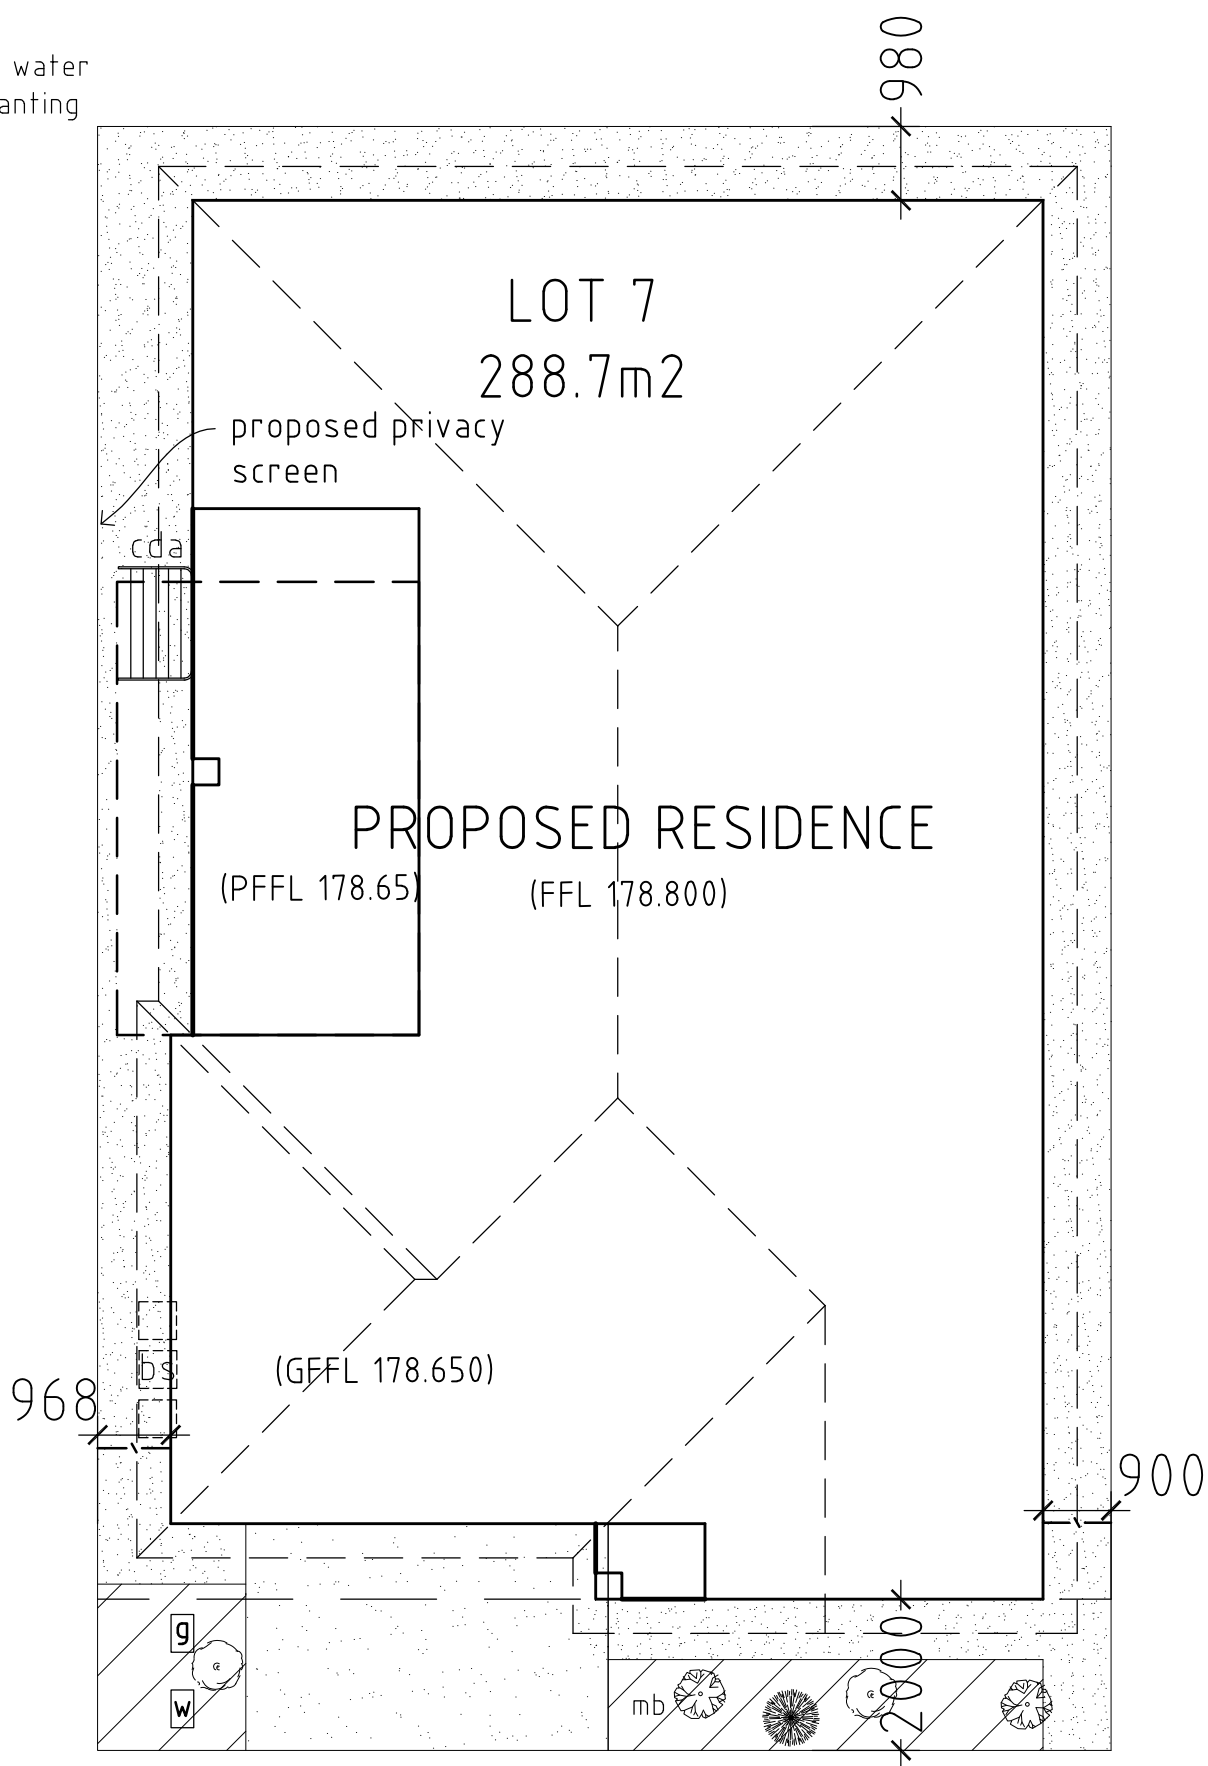 980
water
anting
LOT 7
288.7m2
proposed privacy
screen
cda
PROPOSED RESIDENCE
(PFFL 178.65)
(FFL 178.800)
(GFFL 178.650)
bs
968
900
g
w
mb
2000